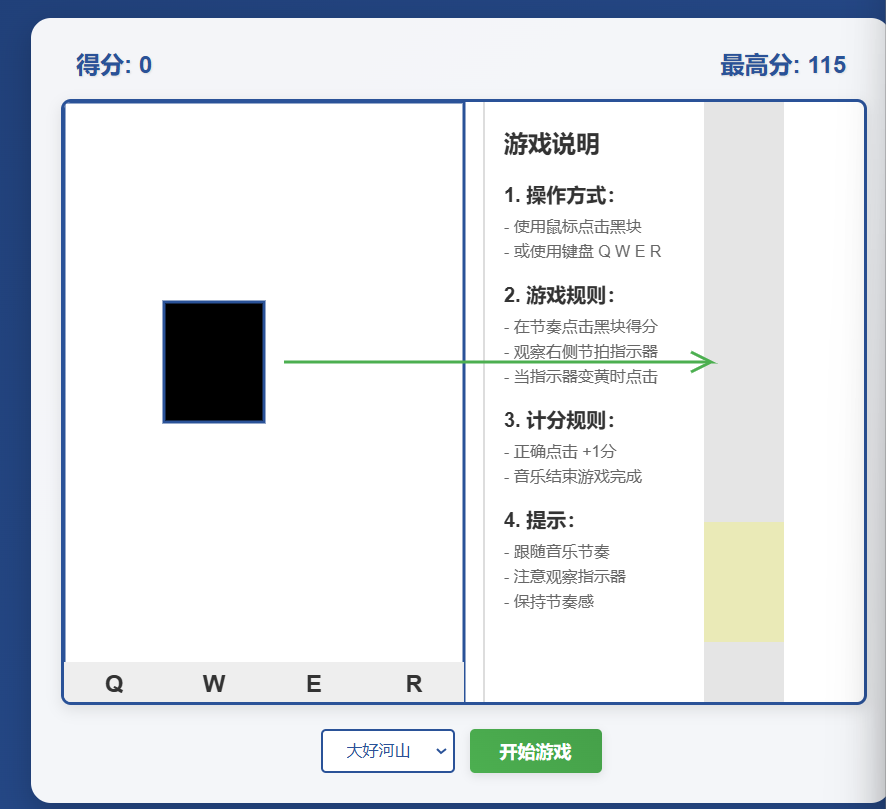 得分: 0
最高分: 115
游戏说明
1. 操作方式：
- 使用鼠标点击黑块
- 或使用键盘 Q W E R
2. 游戏规则：
- 在节奏点击黑块得分
- 观察右侧节拍指示器
- 当指示器变黄时点击
3. 计分规则：
- 正确点击 +1分
- 音乐结束游戏完成
4. 提示：
- 跟随音乐节奏
- 注意观察指示器
- 保持节奏感
Q W E R
大好河山
开始游戏